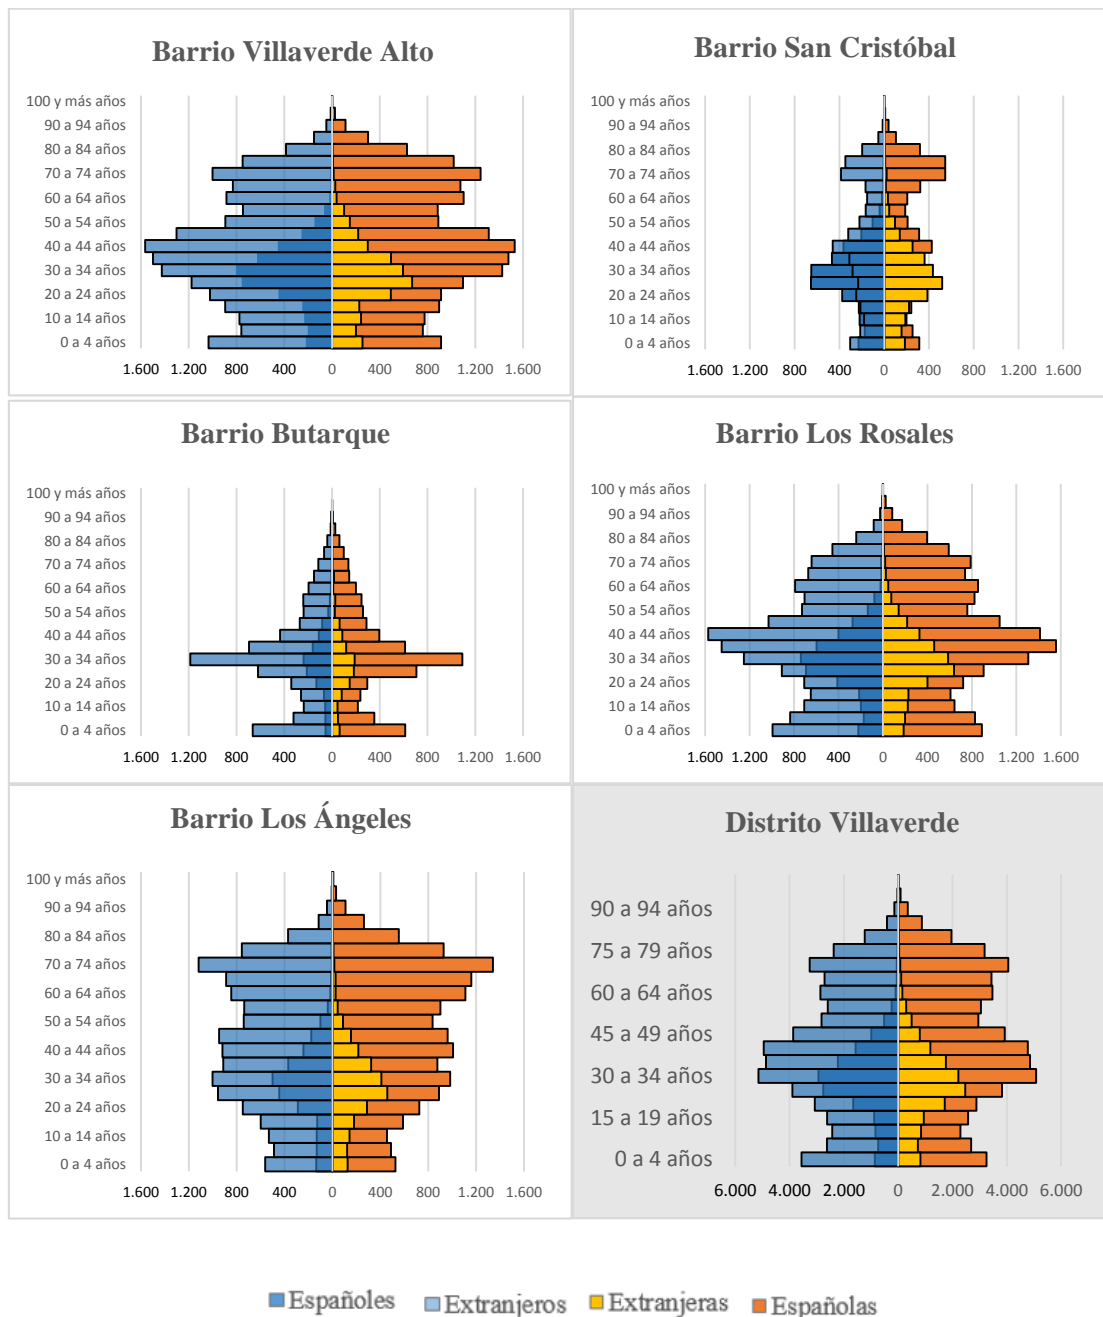 Barrio Villaverde Alto
100 y más años
90 a 94 años
80 a 84 años
70 a 74 años
60 a 64 años
50 a 54 años
40 a 44 años
30 a 34 años
20 a 24 años
10 a 14 años
0 a 4 años
1.600 1.200 800 400 0 400 800 1.200 1.600
Barrio San Cristóbal
100 y más años
90 a 94 años
80 a 84 años
70 a 74 años
60 a 64 años
50 a 54 años
40 a 44 años
30 a 34 años
20 a 24 años
10 a 14 años
0 a 4 años
1.600 1.200 800 400 0 400 800 1.200 1.600
Barrio Butarque
100 y más años
90 a 94 años
80 a 84 años
70 a 74 años
60 a 64 años
50 a 54 años
40 a 44 años
30 a 34 años
20 a 24 años
10 a 14 años
0 a 4 años
1.600 1.200 800 400 0 400 800 1.200 1.600
Barrio Los Rosales
100 y más años
90 a 94 años
80 a 84 años
70 a 74 años
60 a 64 años
50 a 54 años
40 a 44 años
30 a 34 años
20 a 24 años
10 a 14 años
0 a 4 años
1.600 1.200 800 400 0 400 800 1.200 1.600
Barrio Los Ángeles
100 y más años
90 a 94 años
80 a 84 años
70 a 74 años
60 a 64 años
50 a 54 años
40 a 44 años
30 a 34 años
20 a 24 años
10 a 14 años
0 a 4 años
1.600 1.200 800 400 0 400 800 1.200 1.600
Distrito Villaverde
90 a 94 años
75 a 79 años
60 a 64 años
45 a 49 años
30 a 34 años
15 a 19 años
0 a 4 años
6.000 4.000 2.000 0 2.000 4.000 6.000
Españoles Extranjeros Extranjeras Españolas